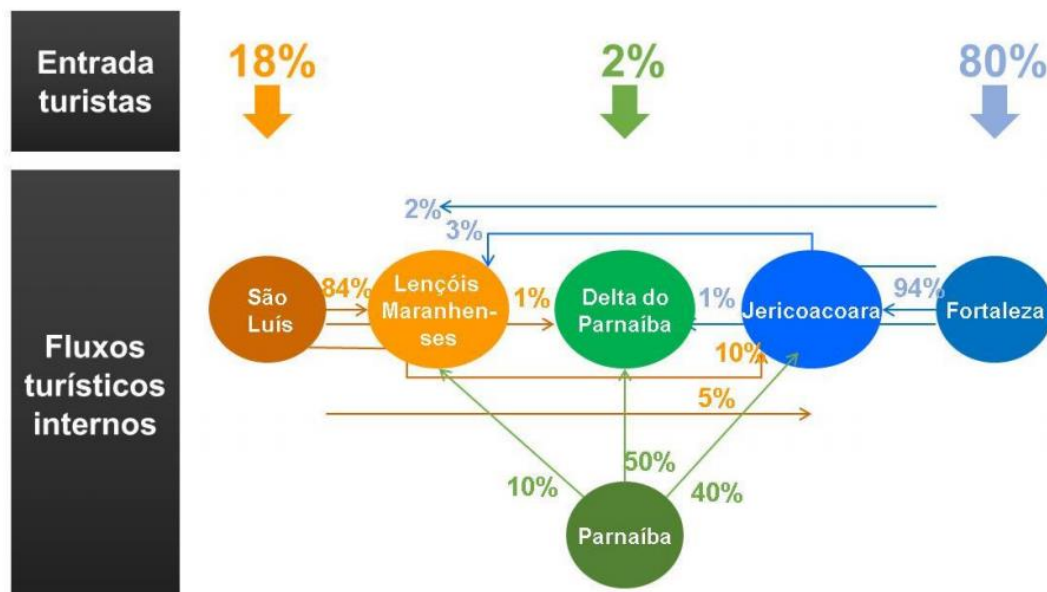 Entrada
turistas
18%
2%
80%
Fluxos
turísticos
internos
2%
3%
São
Luís
84%
Lençóis
Maranhen-
ses
1%
Delta do
Parnaíba
1%
Jericoacoara
94%
Fortaleza
10%
5%
10%
50%
40%
Parnaíba